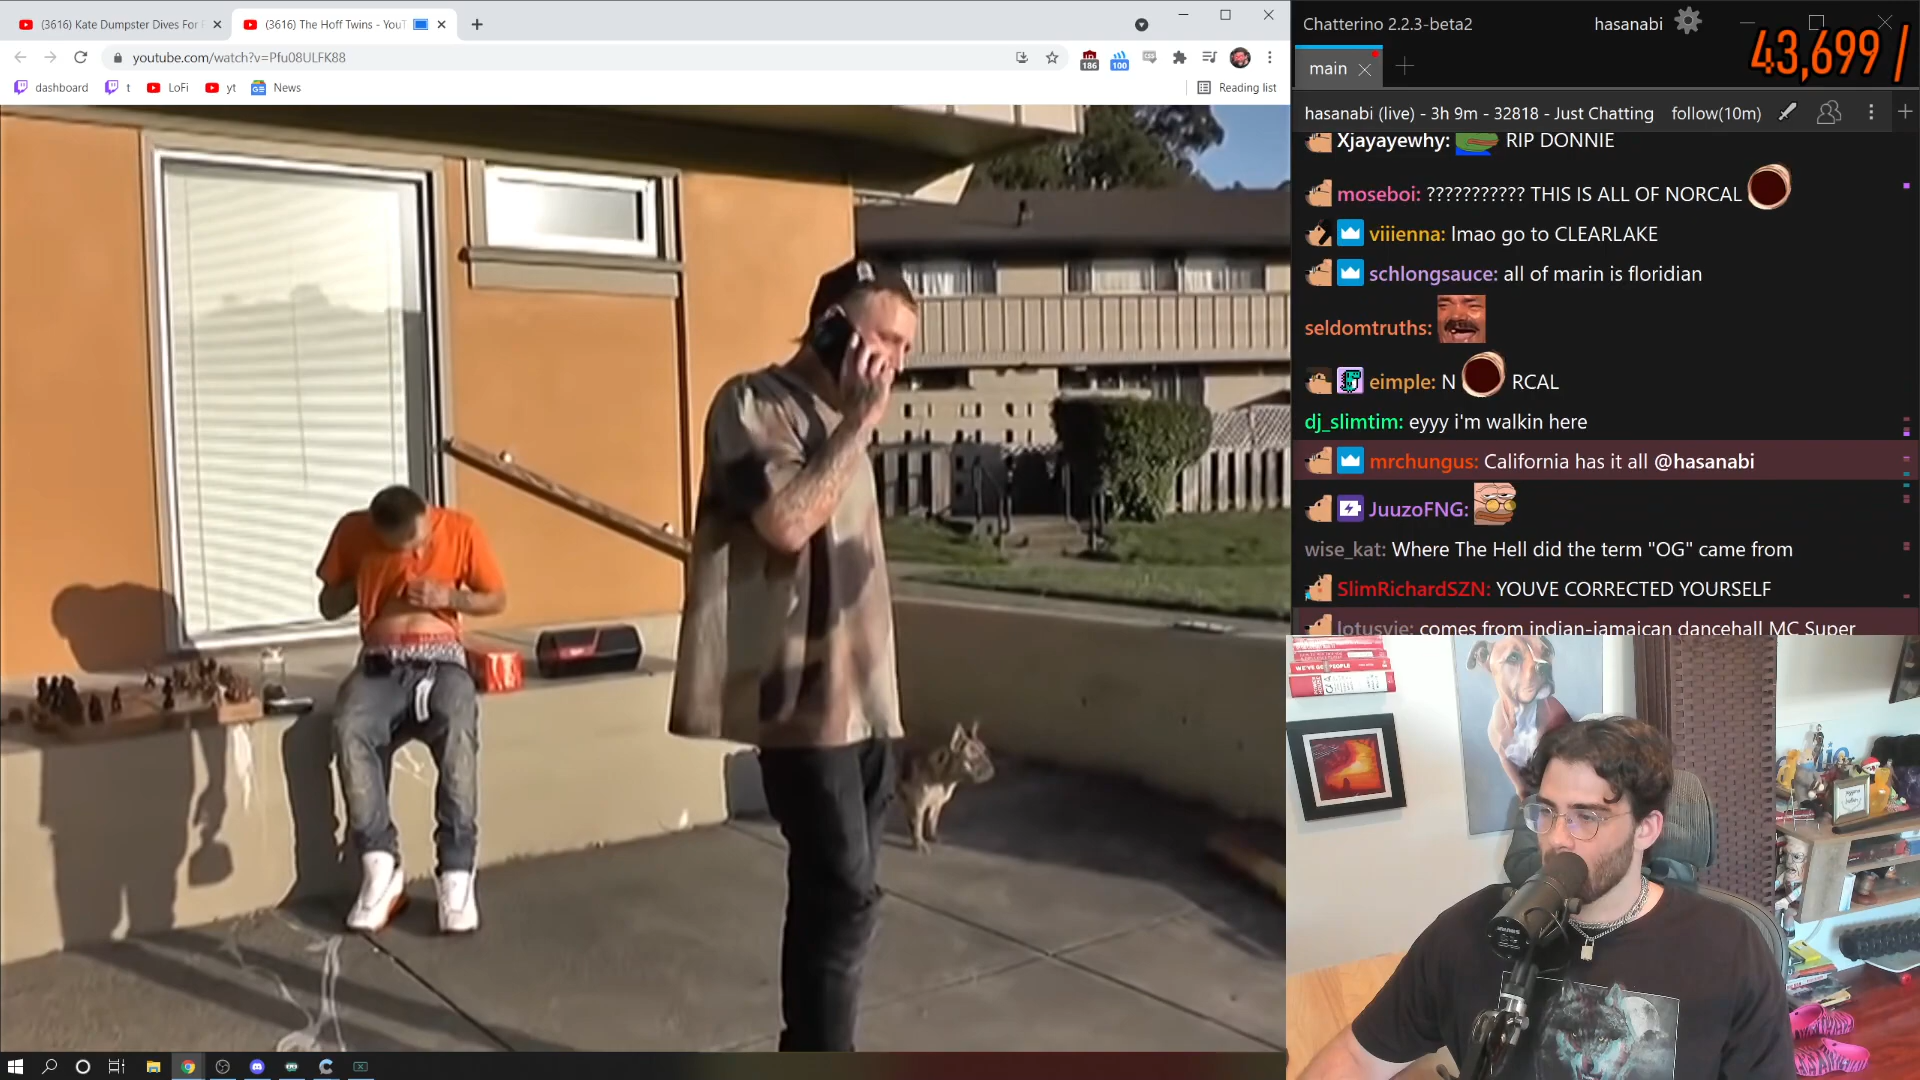 (3616) Kate Dumpster Dives For
(3616) The Hoff Twins - YouT
youtube.com/watch?v=Pfu08ULFK88
186
100
dashboard
t
LoFi
yt
News
Reading list
Chatterino 2.2.3-beta2
hasanabi
43,699 /
main
hasanabi (live) - 3h 9m - 32818 - Just Chatting
follow(10m)
Xjayayewhy: RIP DONNIE
moseboi: ??????????? THIS IS ALL OF NORCAL
viiienna: lmao go to CLEARLAKE
schlongsauce: all of marin is floridian
seldomtruths:
eimple: N RCAL
dj_slimtim: eyyy i'm walkin here
mrchungus: California has it all @hasanabi
JuuzoFNG:
wise_kat: Where The Hell did the term "OG" came from
SlimRichardSZN: YOUVE CORRECTED YOURSELF
lotusvie: comes from indian-jamaican dancehall MC Super